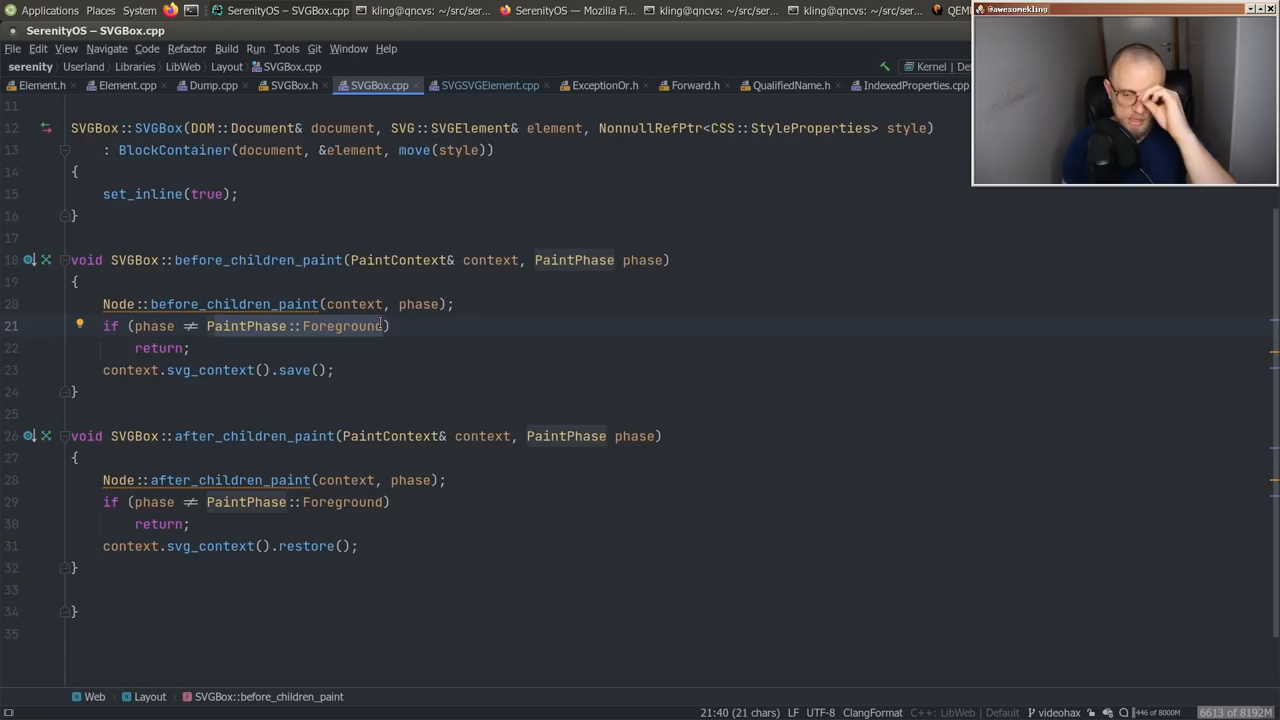 Applications Places System SerenityOS - [youtub... kling@qncvs: ~/src/ser... SerenityOS — Mozilla Fi... kling@qncvs: ~/src/ser... kling@qncvs: ~/src/ser... QEM
@awesomekling
SerenityOS – SVGBox.cpp
File Edit View Navigate Code Refactor Build Run Tools Git Window Help
serenity Userland Libraries LibWeb Layout SVGBox.cpp Kernel | De
Element.h Element.cpp Dump.cpp SVGBox.h SVGBox.cpp SVGSVGElement.cpp ExceptionOr.h Forward.h QualifiedName.h IndexedProperties.cpp
11
12 SVGBox::SVGBox(DOM::Document& document, SVG::SVGElement& element, NonnullRefPtr<CSS::StyleProperties> style)
13 : BlockContainer(document, &element, move(style))
14 {
15 set_inline(true);
16 }
17
18 void SVGBox::before_children_paint(PaintContext& context, PaintPhase phase)
19 {
20 Node::before_children_paint(context, phase);
21 if (phase ≠ PaintPhase::Foreground)
22 return;
23 context.svg_context().save();
24 }
25
26 void SVGBox::after_children_paint(PaintContext& context, PaintPhase phase)
27 {
28 Node::after_children_paint(context, phase);
29 if (phase ≠ PaintPhase::Foreground)
30 return;
31 context.svg_context().restore();
32 }
33
34 }
35
Web Layout SVGBox::before_children_paint
21:40 (21 chars) LF UTF-8 ClangFormat C++: LibWeb | Default videohax 446 of 8000M 6613 of 8192M